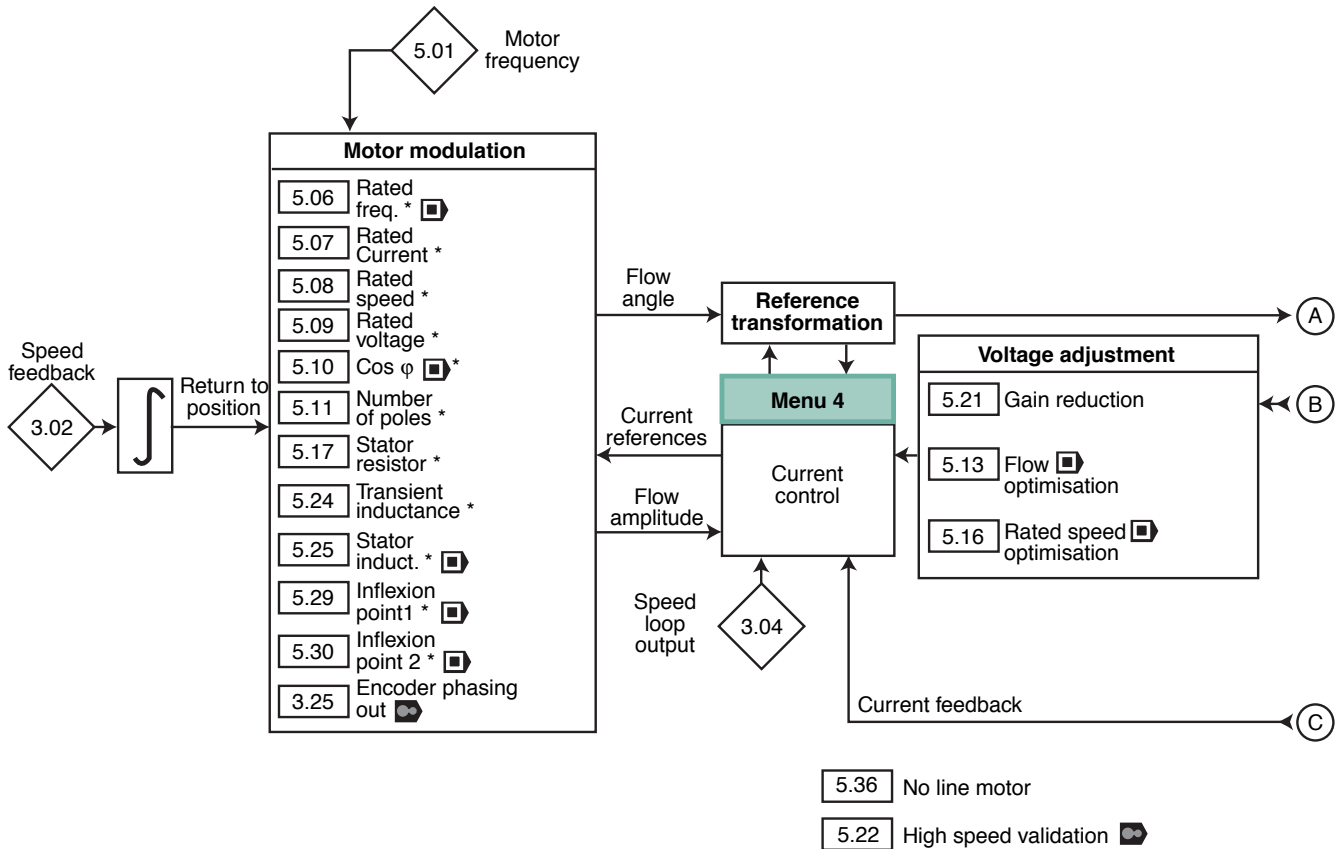 5.01
Motor
frequency
Motor modulation
5.06
Rated
freq. *
5.07
Rated
Current *
5.08
Rated
speed *
5.09
Rated
voltage *
5.10
Cos φ *
5.11
Number
of poles *
5.17
Stator
resistor *
5.24
Transient
inductance *
5.25
Stator
induct. *
5.29
Inflexion
point1 *
5.30
Inflexion
point 2 *
3.25
Encoder phasing
out
Speed
feedback
3.02
Return to
position
Flow
angle
Reference
transformation
A
Menu 4
Current
references
Current
control
Flow
amplitude
Voltage adjustment
5.21
Gain reduction
5.13
Flow
optimisation
5.16
Rated speed
optimisation
B
Speed
loop
output
3.04
Current feedback
C
5.36
No line motor
5.22
High speed validation